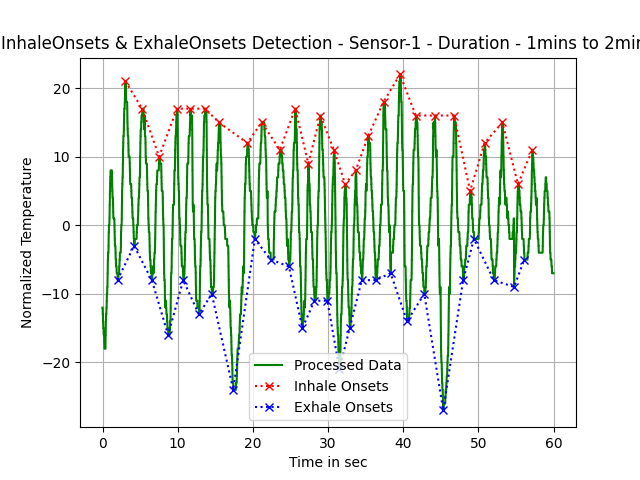 InhaleOnsets & ExhaleOnsets Detection - Sensor-1 - Duration - 1mins to 2min
20
10
0
−10
−20
Normalized Temperature
Processed Data
Inhale Onsets
Exhale Onsets
0 10 20 30 40 50 60
Time in sec